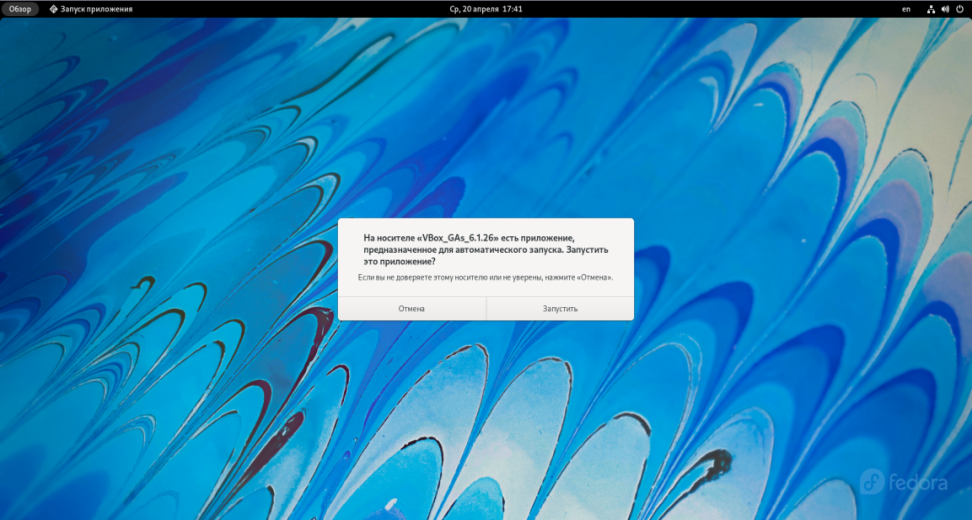 Обзор
Запуск приложения
Ср, 20 апреля 17:41
en
На носителе «VBox_GAs_6.1.26» есть приложение,
предназначенное для автоматического запуска. Запустить
это приложение?
Если вы не доверяете этому носителю или не уверены, нажмите «Отмена».
Отмена
Запустить
fedora